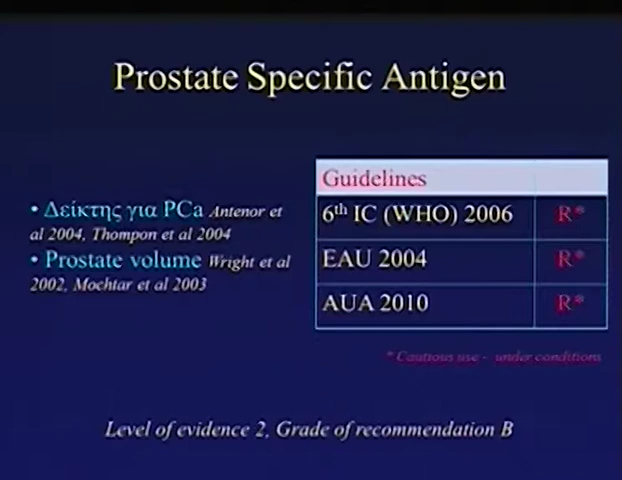 Prostate Specific Antigen
• Δείκτης για PCa Antenor et
al 2004, Thompon et al 2004
• Prostate volume Wright et al
2002, Mochtar et al 2003
Guidelines
6th IC (WHO) 2006 R*
EAU 2004 R*
AUA 2010 R*
* Cautious use - under conditions
Level of evidence 2, Grade of recommendation B